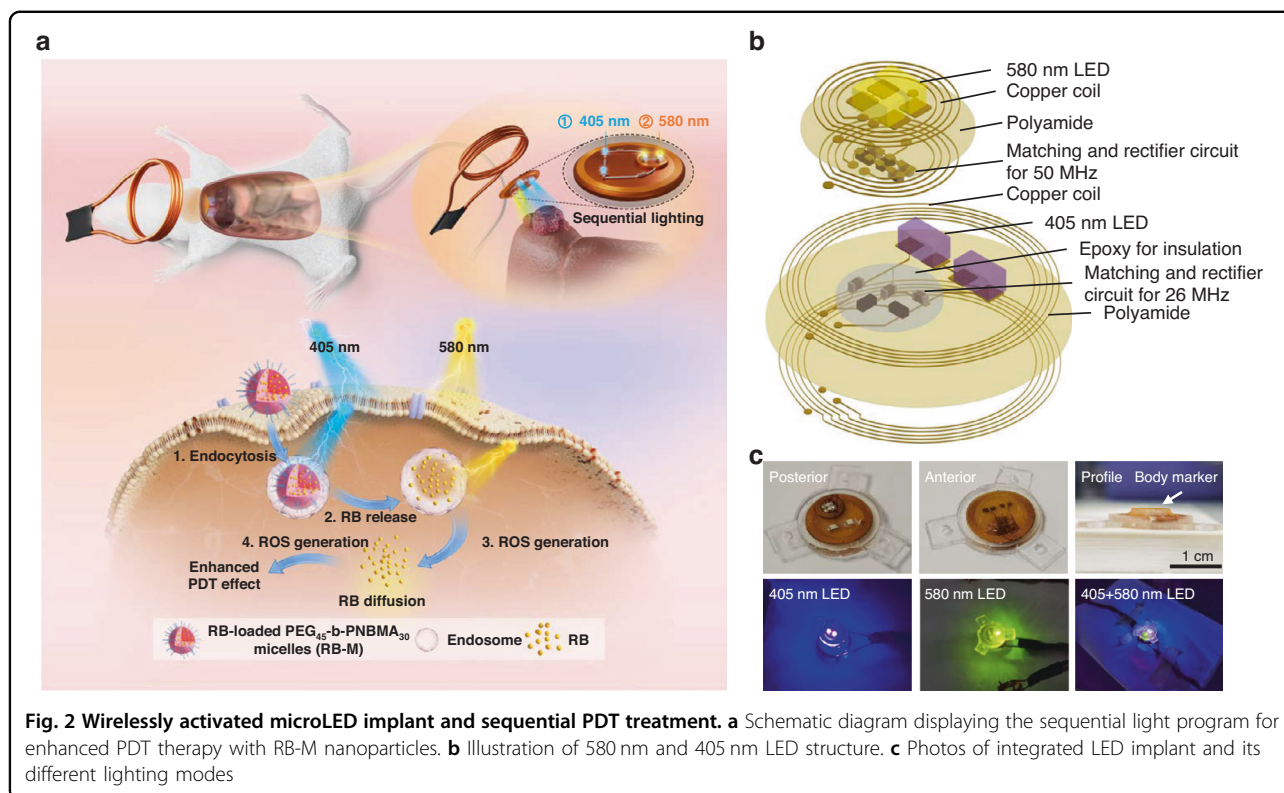 a
① 405 nm ② 580 nm
Sequential lighting
405 nm
580 nm
1. Endocytosis
2. RB release
4. ROS generation
3. ROS generation
Enhanced
PDT effect
RB diffusion
RB-loaded PEG45-b-PNBMA30
micelles (RB-M)
Endosome
RB
b
580 nm LED
Copper coil
Polyamide
Matching and rectifier circuit
for 50 MHz
Copper coil
405 nm LED
Epoxy for insulation
Matching and rectifier
circuit for 26 MHz
Polyamide
c
Posterior
Anterior
Profile Body marker
1 cm
405 nm LED
580 nm LED
405+580 nm LED
Fig. 2 Wirelessly activated microLED implant and sequential PDT treatment. a Schematic diagram displaying the sequential light program for
enhanced PDT therapy with RB-M nanoparticles. b Illustration of 580 nm and 405 nm LED structure. c Photos of integrated LED implant and its
different lighting modes